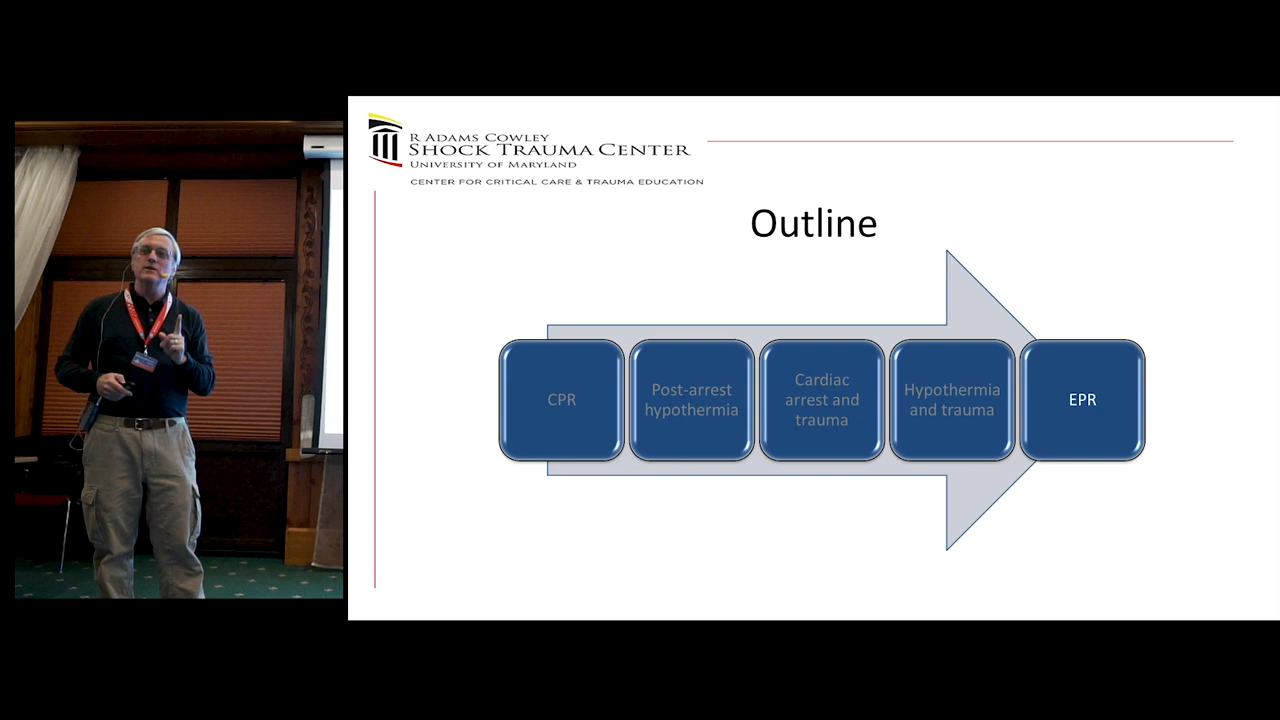 R ADAMS COWLEY
SHOCK TRAUMA CENTER
UNIVERSITY OF MARYLAND
CENTER FOR CRITICAL CARE & TRAUMA EDUCATION
Outline
CPR
Post-arrest
hypothermia
Cardiac
arrest and
trauma
Hypothermia
and trauma
EPR